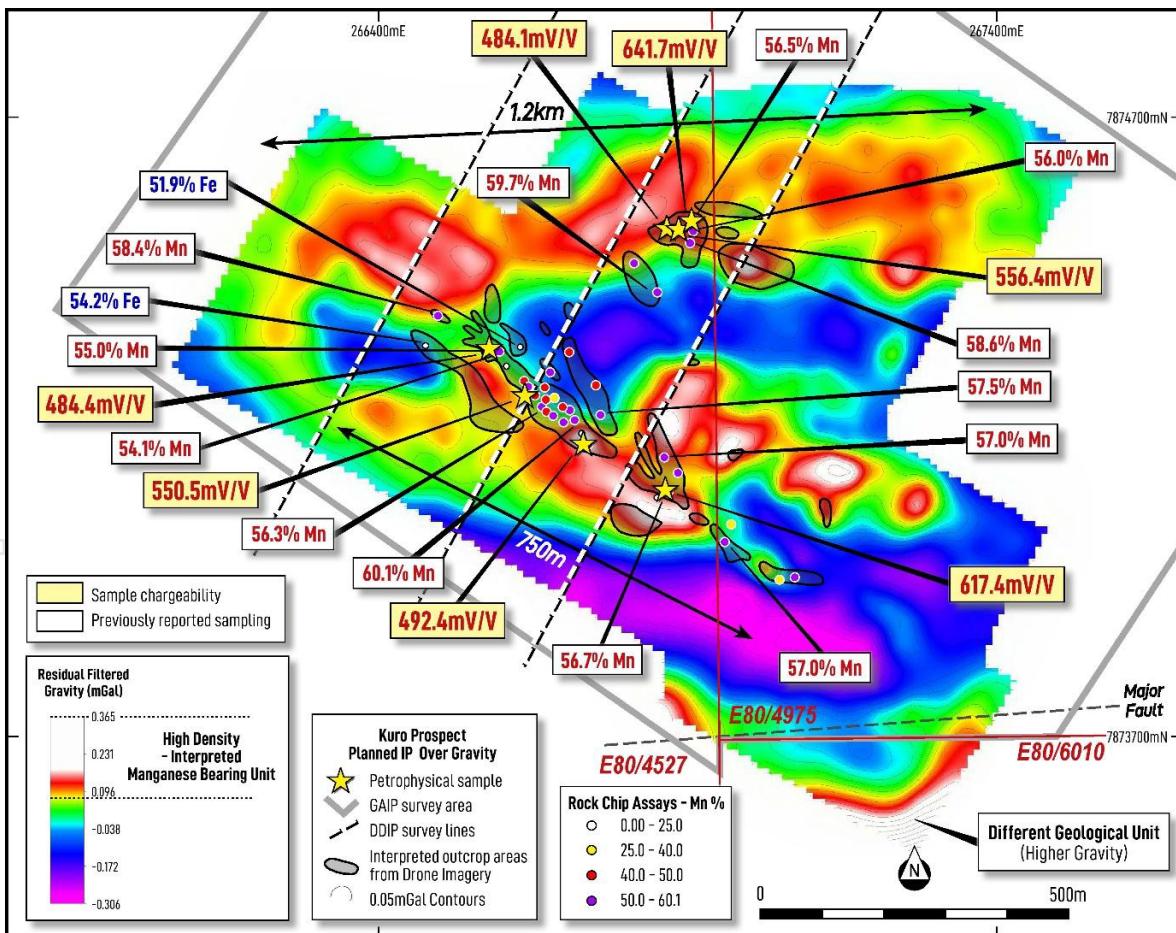 266400mE
267400mE
484.1mV/V
641.7mV/V
56.5% Mn
1.2km
7874700mN
56.0% Mn
59.7% Mn
51.9% Fe
58.4% Mn
556.4mV/V
54.2% Fe
58.6% Mn
55.0% Mn
57.5% Mn
484.4mV/V
57.0% Mn
54.1% Mn
550.5mV/V
56.3% Mn
750m
60.1% Mn
617.4mV/V
492.4mV/V
56.7% Mn
57.0% Mn
Major
Fault
E80/4975
7873700mN
E80/4527
E80/6010
Sample chargeability
Previously reported sampling
Residual Filtered
Gravity (mGal)
0.365
0.231
0.096
-0.038
-0.172
-0.306
High Density
- Interpreted
Manganese Bearing Unit
Kuro Prospect
Planned IP Over Gravity
Petrophysical sample
GAIP survey area
DDIP survey lines
Interpreted outcrop areas
from Drone Imagery
0.05mGal Contours
Rock Chip Assays - Mn %
0.00 - 25.0
25.0 - 40.0
40.0 - 50.0
50.0 - 60.1
Different Geological Unit
(Higher Gravity)
N
0
500m